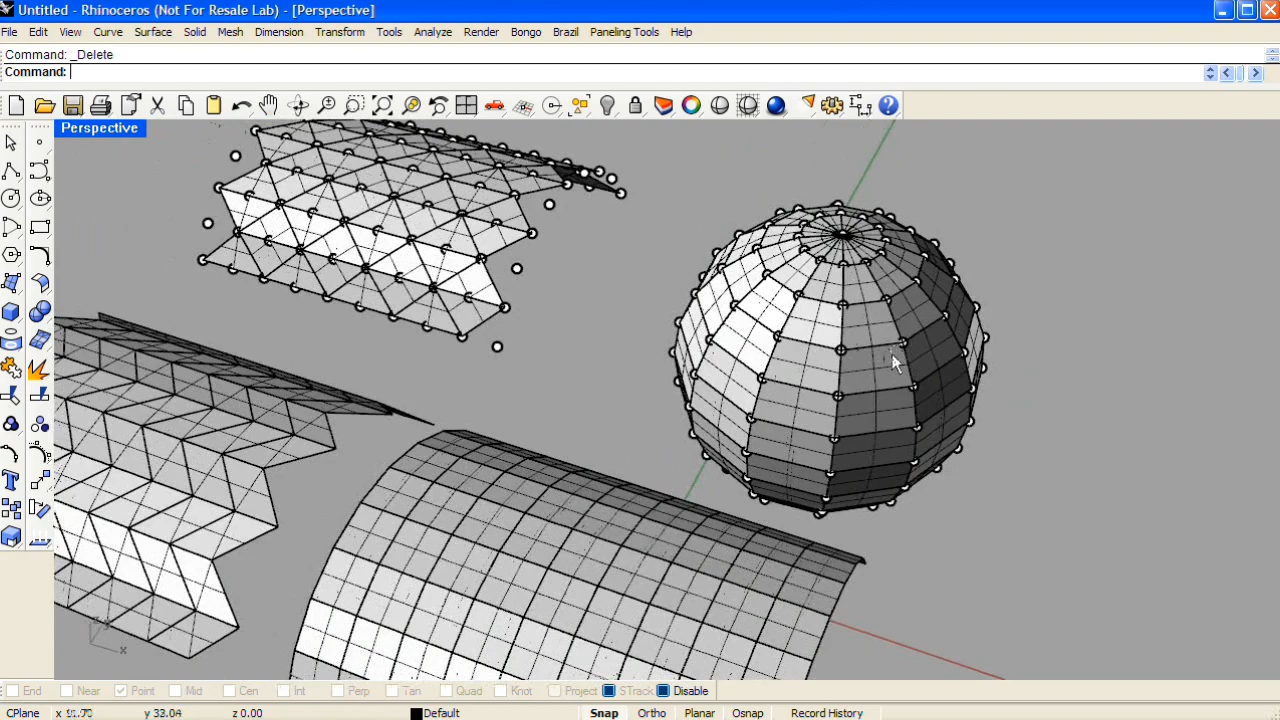 Untitled - Rhinoceros (Not For Resale Lab) - [Perspective]
File Edit View Curve Surface Solid Mesh Dimension Transform Tools Analyze Render Bongo Brazil Paneling Tools Help
Command: _Delete
Command:
Perspective
x
End Near Point Mid Cen Int Perp Tan Quad Knot Project STrack Disable
CPlane x y 33.04 z 0.00 Default Snap Ortho Planar Osnap Record History